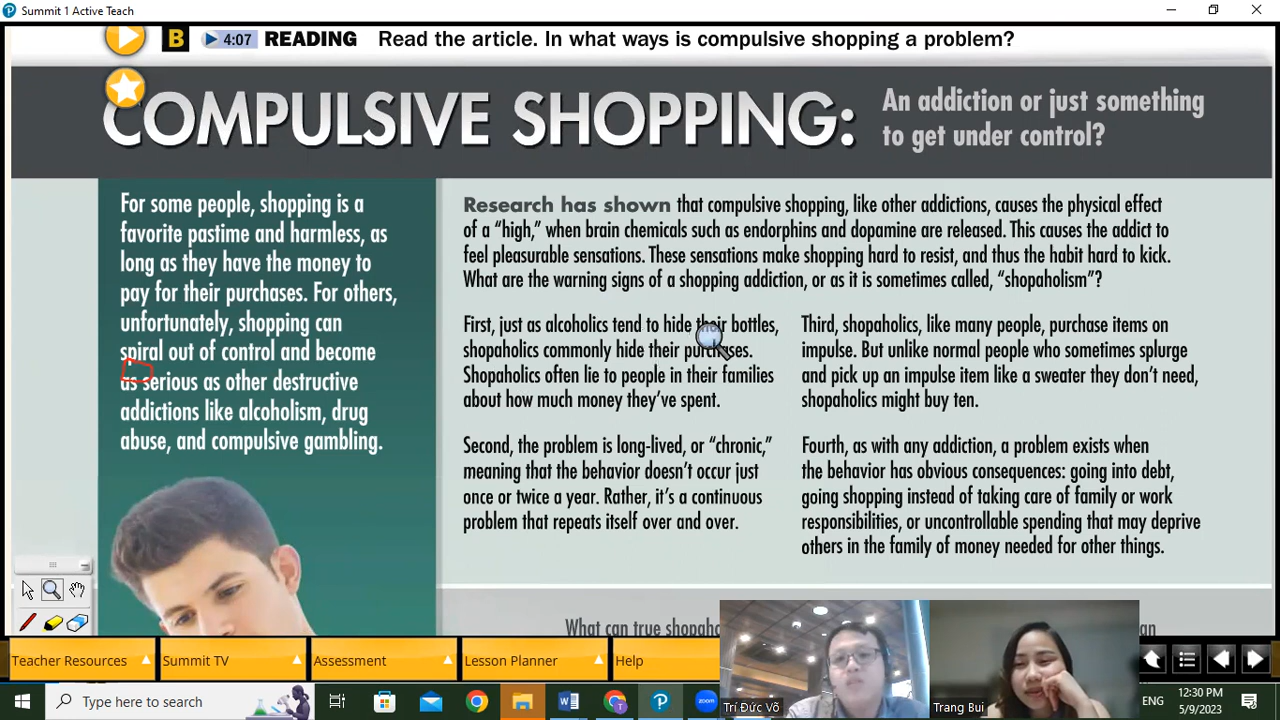 Summit 1 Active Teach
B 4:07 READING Read the article. In what ways is compulsive shopping a problem?
COMPULSIVE SHOPPING:
An addiction or just something
to get under control?
For some people, shopping is a
favorite pastime and harmless, as
long as they have the money to
pay for their purchases. For others,
unfortunately, shopping can
spiral out of control and become
as serious as other destructive
addictions like alcoholism, drug
abuse, and compulsive gambling.
Research has shown that compulsive shopping, like other addictions, causes the physical effect
of a “high,” when brain chemicals such as endorphins and dopamine are released. This causes the addict to
feel pleasurable sensations. These sensations make shopping hard to resist, and thus the habit hard to kick.
What are the warning signs of a shopping addiction, or as it is sometimes called, “shopaholism”?
First, just as alcoholics tend to hide their bottles,
shopaholics commonly hide their purchases.
Shopaholics often lie to people in their families
about how much money they’ve spent.
Second, the problem is long-lived, or “chronic,”
meaning that the behavior doesn’t occur just
once or twice a year. Rather, it’s a continuous
problem that repeats itself over and over.
Third, shopaholics, like many people, purchase items on
impulse. But unlike normal people who sometimes splurge
and pick up an impulse item like a sweater they don’t need,
shopaholics might buy ten.
Fourth, as with any addiction, a problem exists when
the behavior has obvious consequences: going into debt,
going shopping instead of taking care of family or work
responsibilities, or uncontrollable spending that may deprive
others in the family of money needed for other things.
What can true
Teacher Resources
Summit TV
Assessment
Lesson Planner
Help
Trí Đức Võ
Trang Bui
Type here to search
zoom
ENG
12:30 PM
5/9/2023